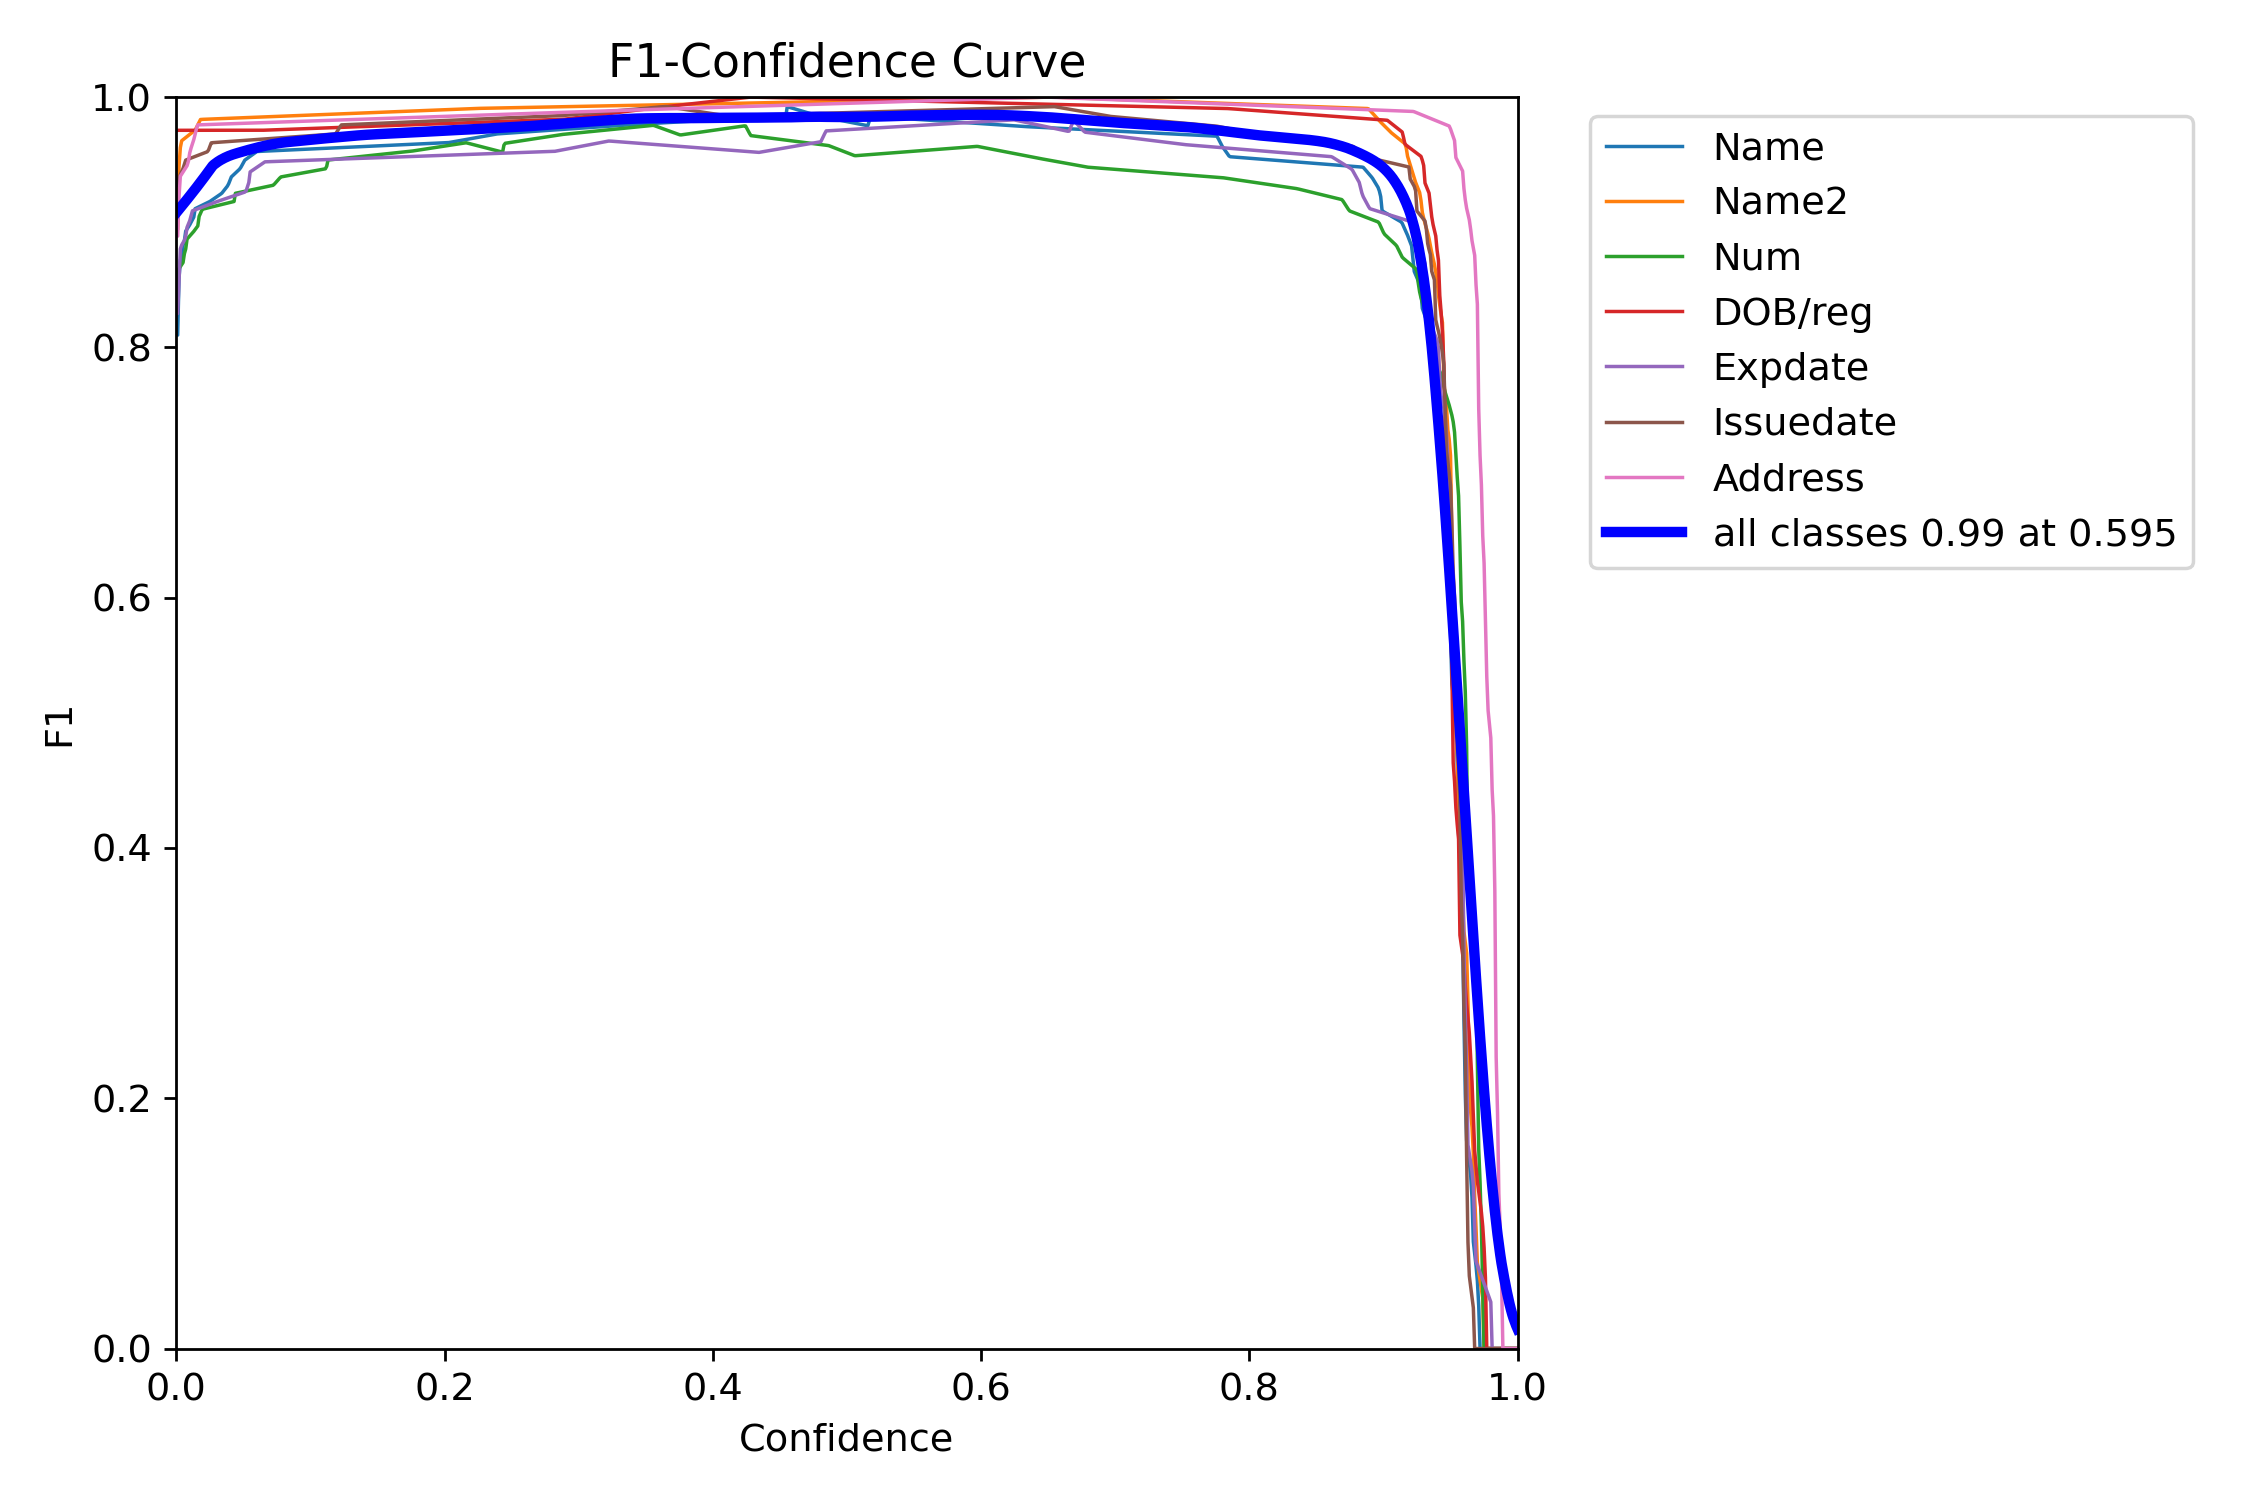 F1-Confidence Curve
1.0
0.8
0.6
0.4
0.2
0.0
F1
0.0 0.2 0.4 0.6 0.8 1.0
Confidence
Name
Name2
Num
DOB/reg
Expdate
Issuedate
Address
all classes 0.99 at 0.595